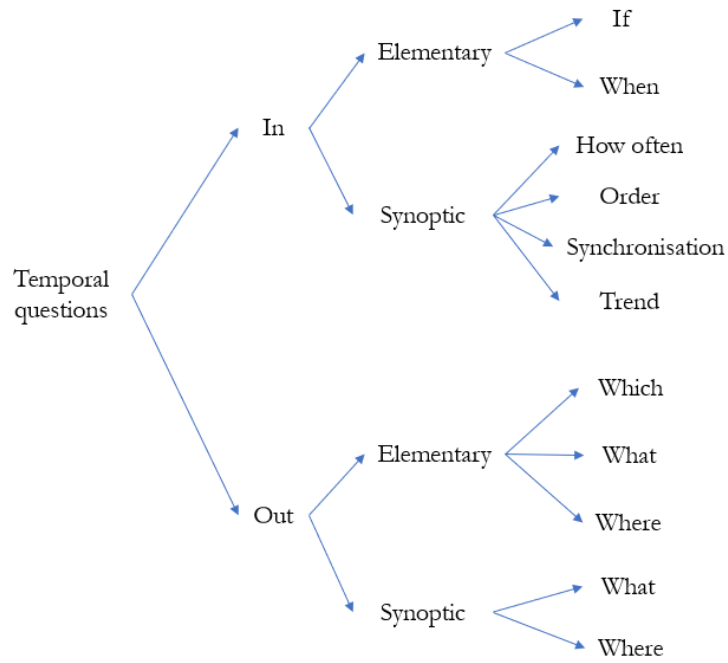 If
Elementary
When
In
How often
Order
Synoptic
Synchronisation
Trend
Temporal
questions
Which
Elementary
What
Where
Out
What
Synoptic
Where